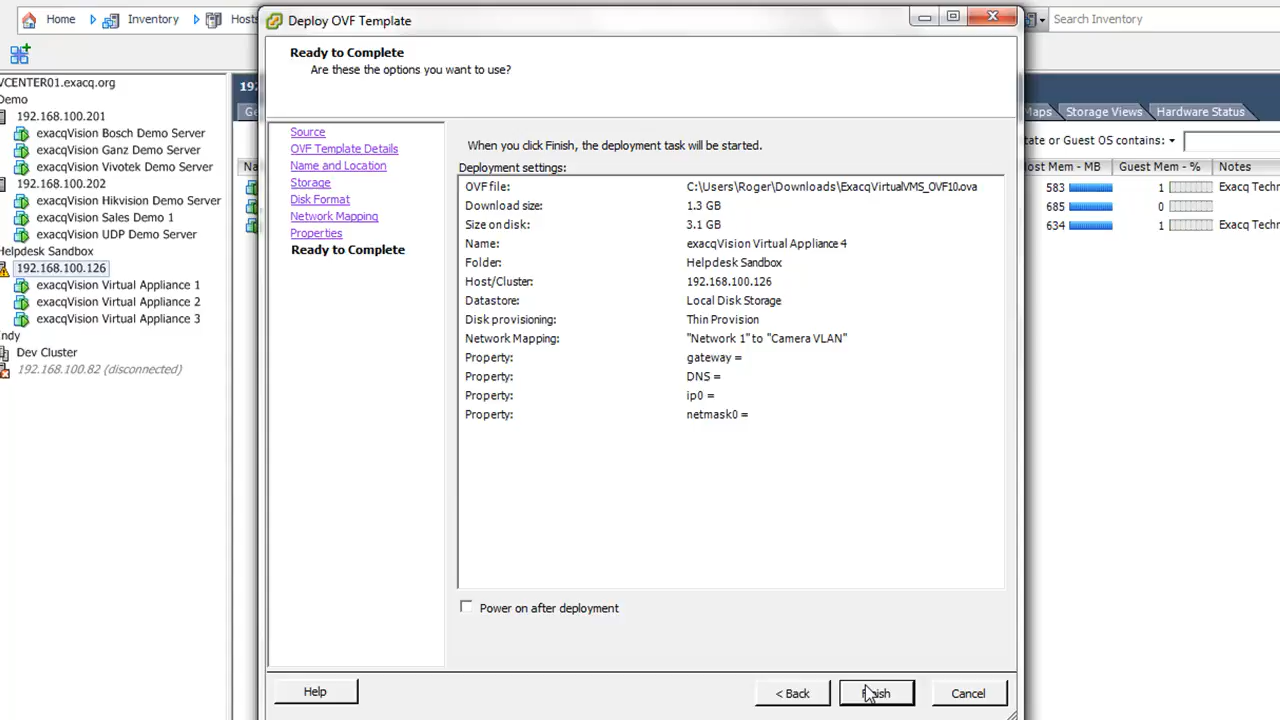 Home
Inventory
Hosts
Search Inventory
Deploy OVF Template
Ready to Complete
Are these the options you want to use?
VCENTER01.exacq.org
Demo
192.168.100.201
exacqVision Bosch Demo Server
exacqVision Ganz Demo Server
exacqVision Vivotek Demo Server
192.168.100.202
exacqVision Hikvision Demo Server
exacqVision Sales Demo 1
exacqVision UDP Demo Server
Helpdesk Sandbox
192.168.100.126
exacqVision Virtual Appliance 1
exacqVision Virtual Appliance 2
exacqVision Virtual Appliance 3
Indy
Dev Cluster
192.168.100.82 (disconnected)
Source
OVF Template Details
Name and Location
Storage
Disk Format
Network Mapping
Properties
Ready to Complete
When you click Finish, the deployment task will be started.
Deployment settings:
OVF file: C:\Users\Roger\Downloads\ExacqVirtualVMS_OVF10.ova
Download size: 1.3 GB
Size on disk: 3.1 GB
Name: exacqVision Virtual Appliance 4
Folder: Helpdesk Sandbox
Host/Cluster: 192.168.100.126
Datastore: Local Disk Storage
Disk provisioning: Thin Provision
Network Mapping: "Network 1" to "Camera VLAN"
Property: gateway =
Property: DNS =
Property: ip0 =
Property: netmask0 =
Power on after deployment
Help
< Back
Finish
Cancel
Maps
Storage Views
Hardware Status
tate or Guest OS contains:
Host Mem - MB Guest Mem - % Notes
583 1 Exacq Techn
685 0
634 1 Exacq Techn